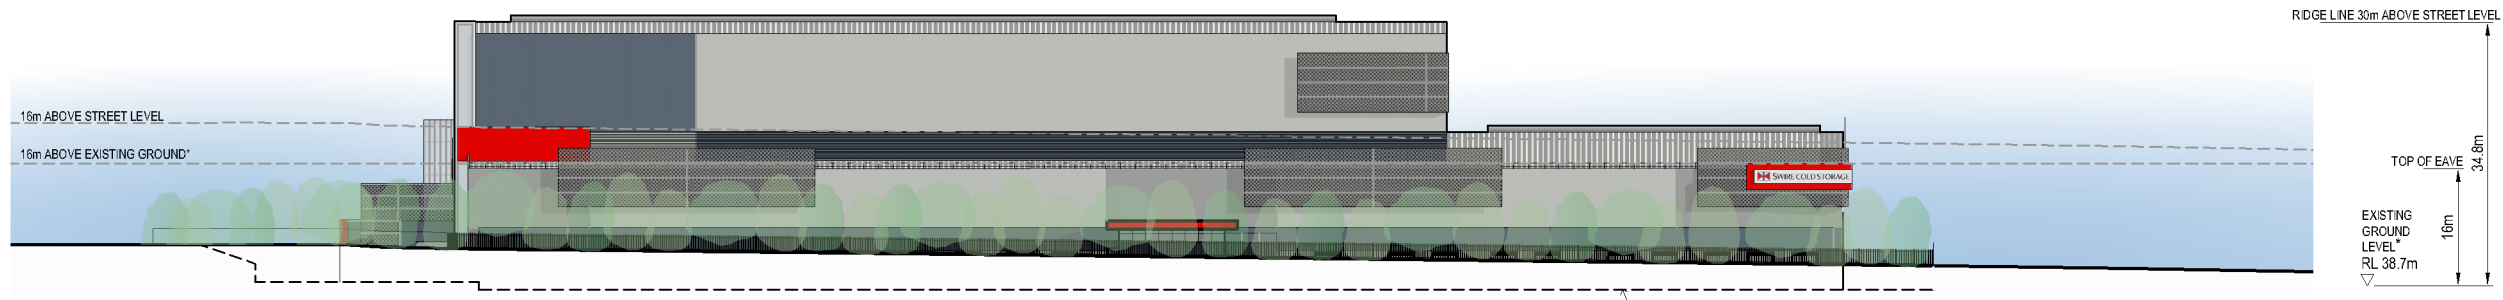 RIDGE LINE 30m ABOVE STREET LEVEL
16m ABOVE STREET LEVEL
16m ABOVE EXISTING GROUND*
TOP OF EAVE
34.8m
SWIRE COLD STORAGE
EXISTING
GROUND
LEVEL*
RL 38.7m
16m